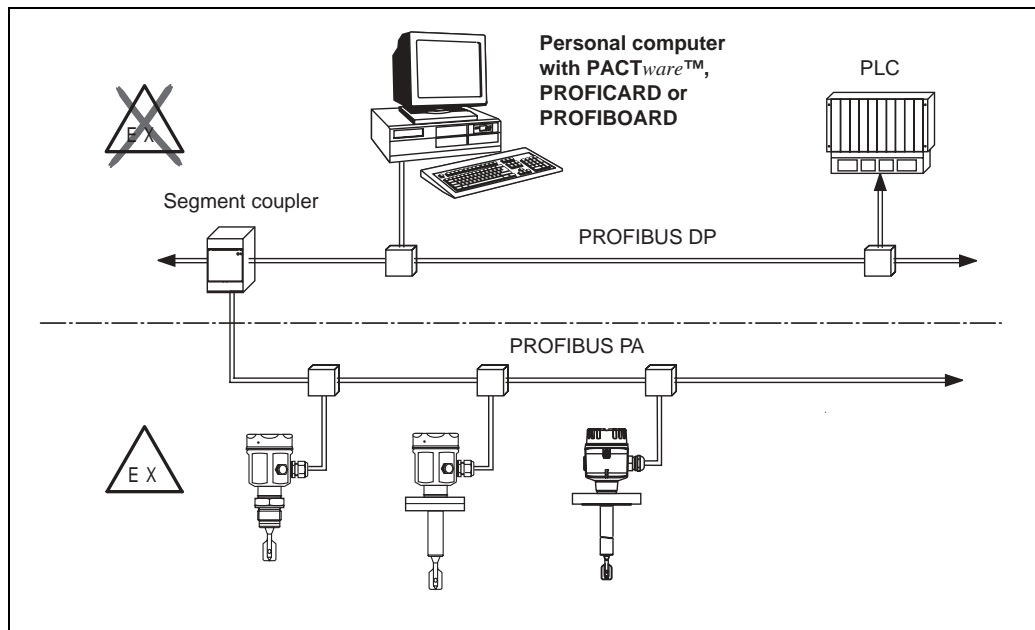 Personal computer
with PACTware™,
PROFICARD or
PROFIBOARD
PLC
EX
Segment coupler
PROFIBUS DP
PROFIBUS PA
EX